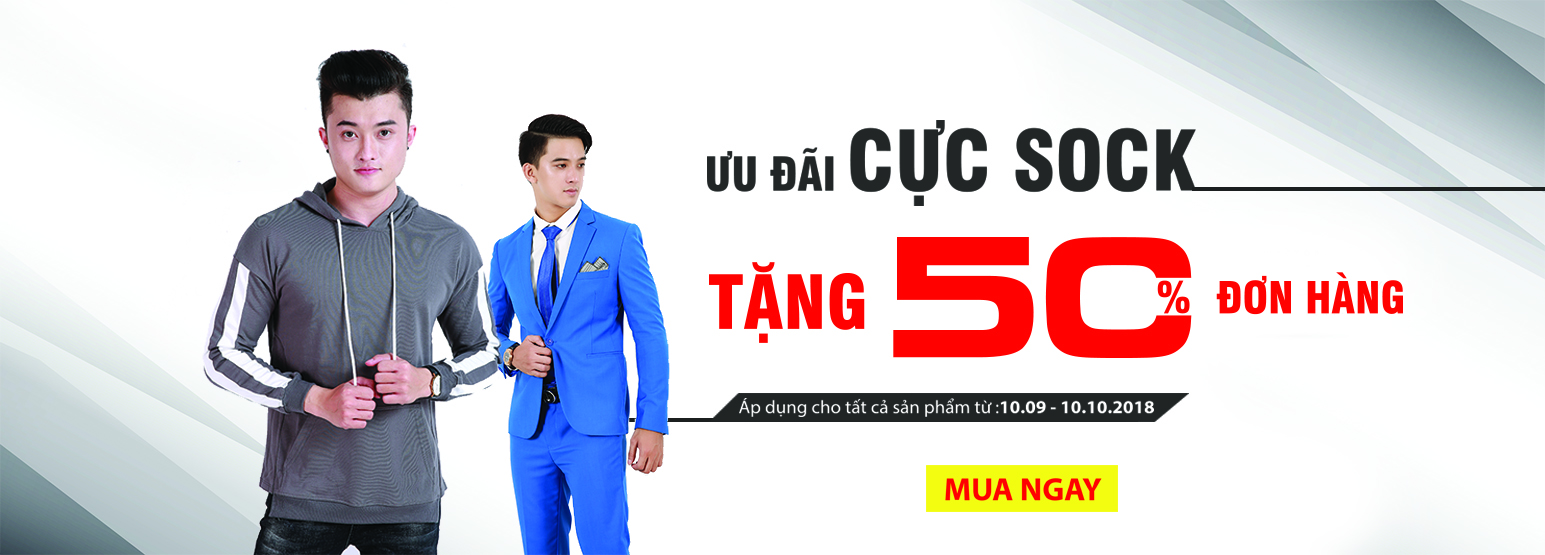 ƯU ĐÃI CỰC SOCK
TẶNG 50% ĐƠN HÀNG
Áp dụng cho tất cả sản phẩm từ :10.09 - 10.10.2018
MUA NGAY